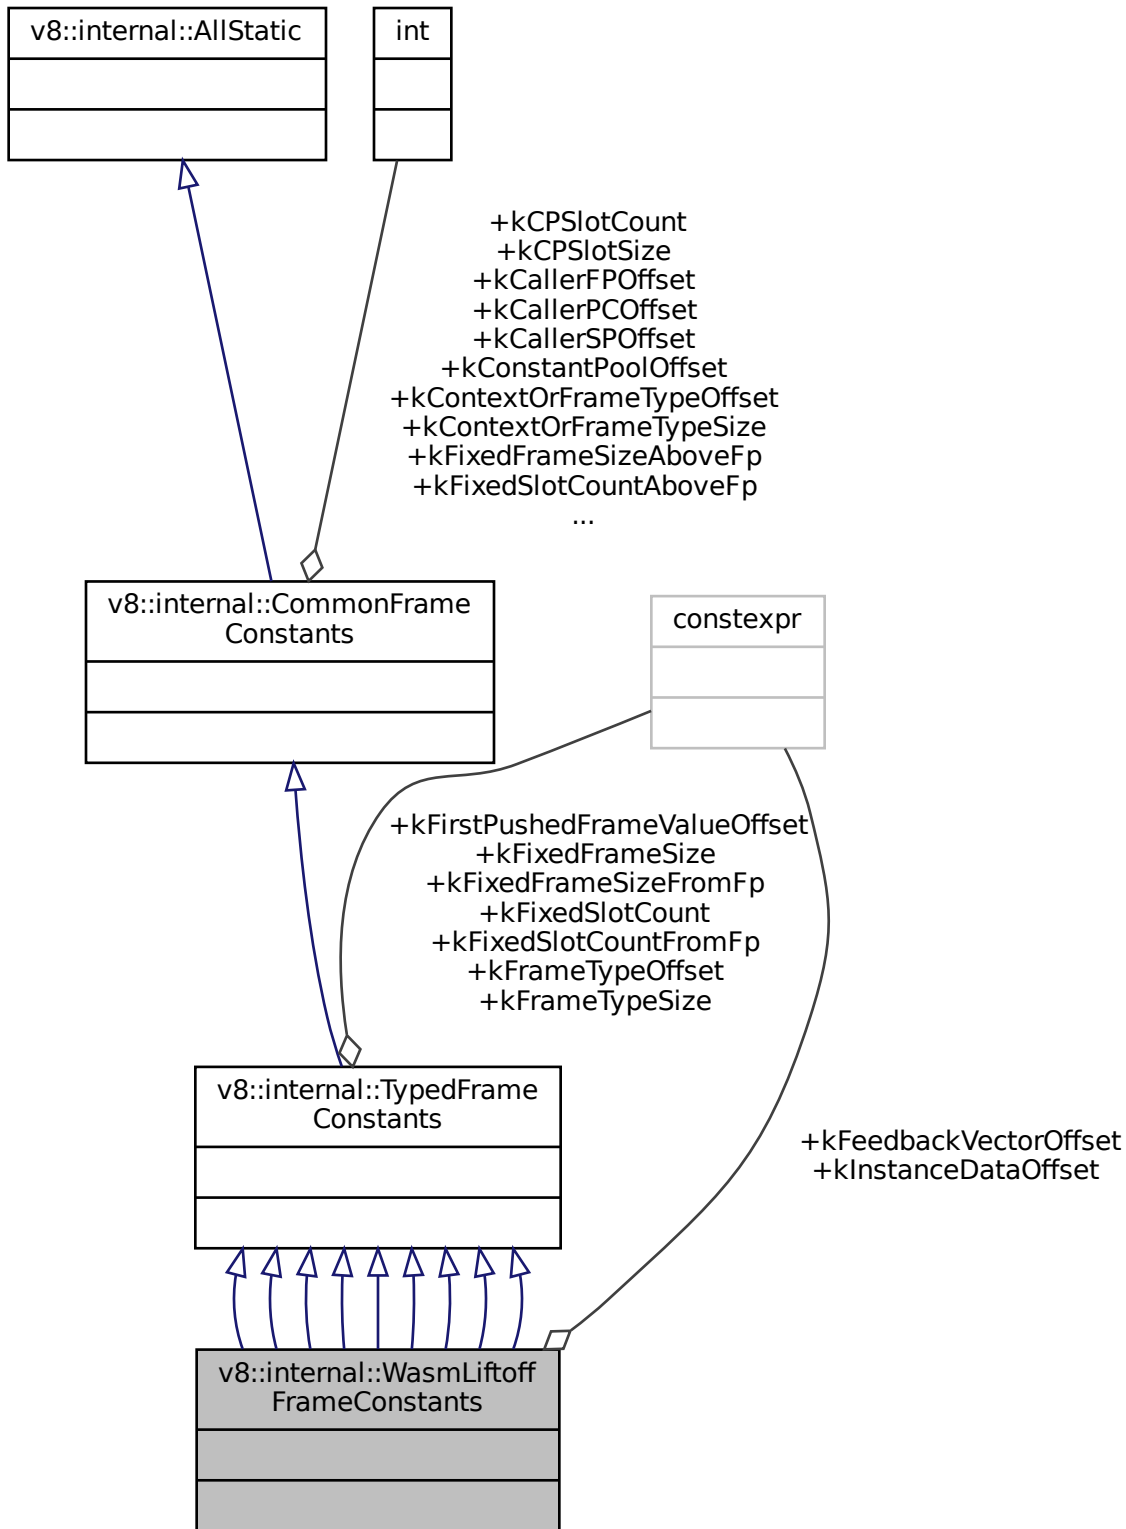 v8::internal::AllStatic
int
+kCPSlotCount
+kCPSlotSize
+kCallerFPOffset
+kCallerPCOffset
+kCallerSPOffset
+kConstantPoolOffset
+kContextOrFrameTypeOffset
+kContextOrFrameTypeSize
+kFixedFrameSizeAboveFp
+kFixedSlotCountAboveFp
...
v8::internal::CommonFrame
Constants
constexpr
+kFirstPushedFrameValueOffset
+kFixedFrameSize
+kFixedFrameSizeFromFp
+kFixedSlotCount
+kFixedSlotCountFromFp
+kFrameTypeOffset
+kFrameTypeSize
v8::internal::TypedFrame
Constants
+kFeedbackVectorOffset
+kInstanceDataOffset
v8::internal::WasmLiftoff
FrameConstants